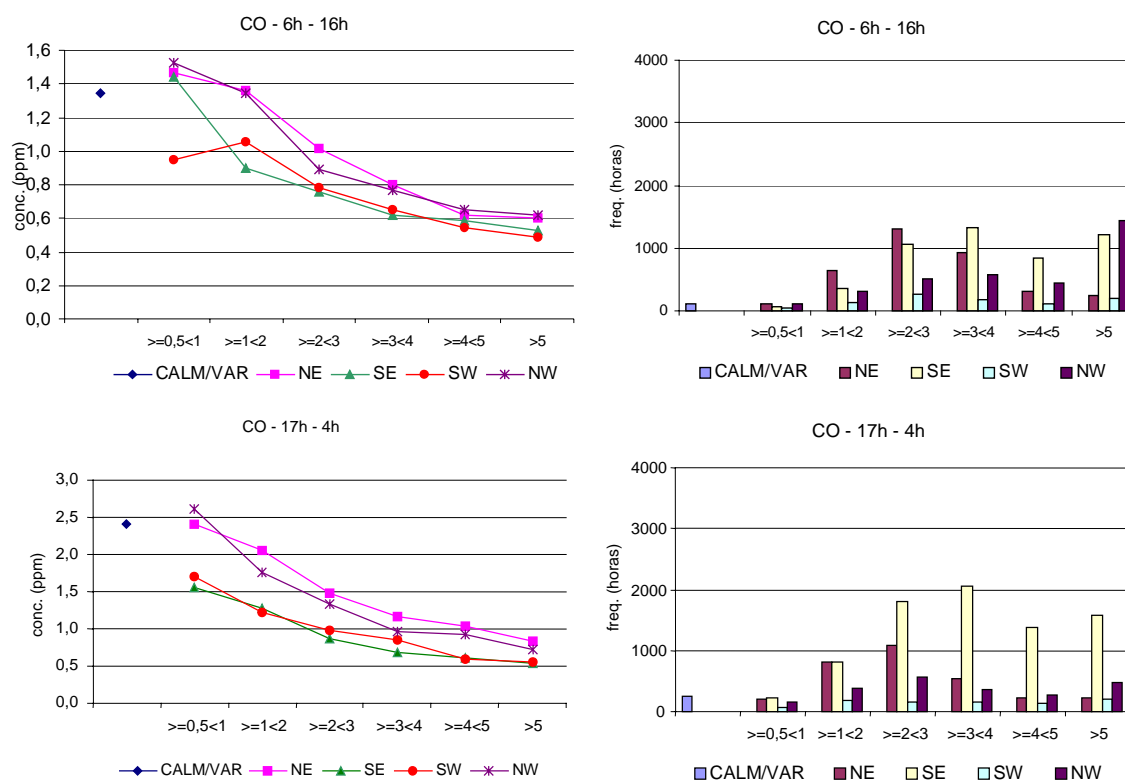 CO - 6h - 16h
conc. (ppm)
1,6
1,4
1,2
1,0
0,8
0,6
0,4
0,2
0,0
>=0,5<1 >=1<2 >=2<3 >=3<4 >=4<5 >5
CALM/VAR NE SE SW NW
CO - 6h - 16h
freq. (horas)
4000
3000
2000
1000
0
>=0,5<1 >=1<2 >=2<3 >=3<4 >=4<5 >5
CALM/VAR NE SE SW NW
CO - 17h - 4h
conc. (ppm)
3,0
2,5
2,0
1,5
1,0
0,5
0,0
>=0,5<1 >=1<2 >=2<3 >=3<4 >=4<5 >5
CALM/VAR NE SE SW NW
CO - 17h - 4h
freq. (horas)
4000
3000
2000
1000
0
>=0,5<1 >=1<2 >=2<3 >=3<4 >=4<5 >5
CALM/VAR NE SE SW NW